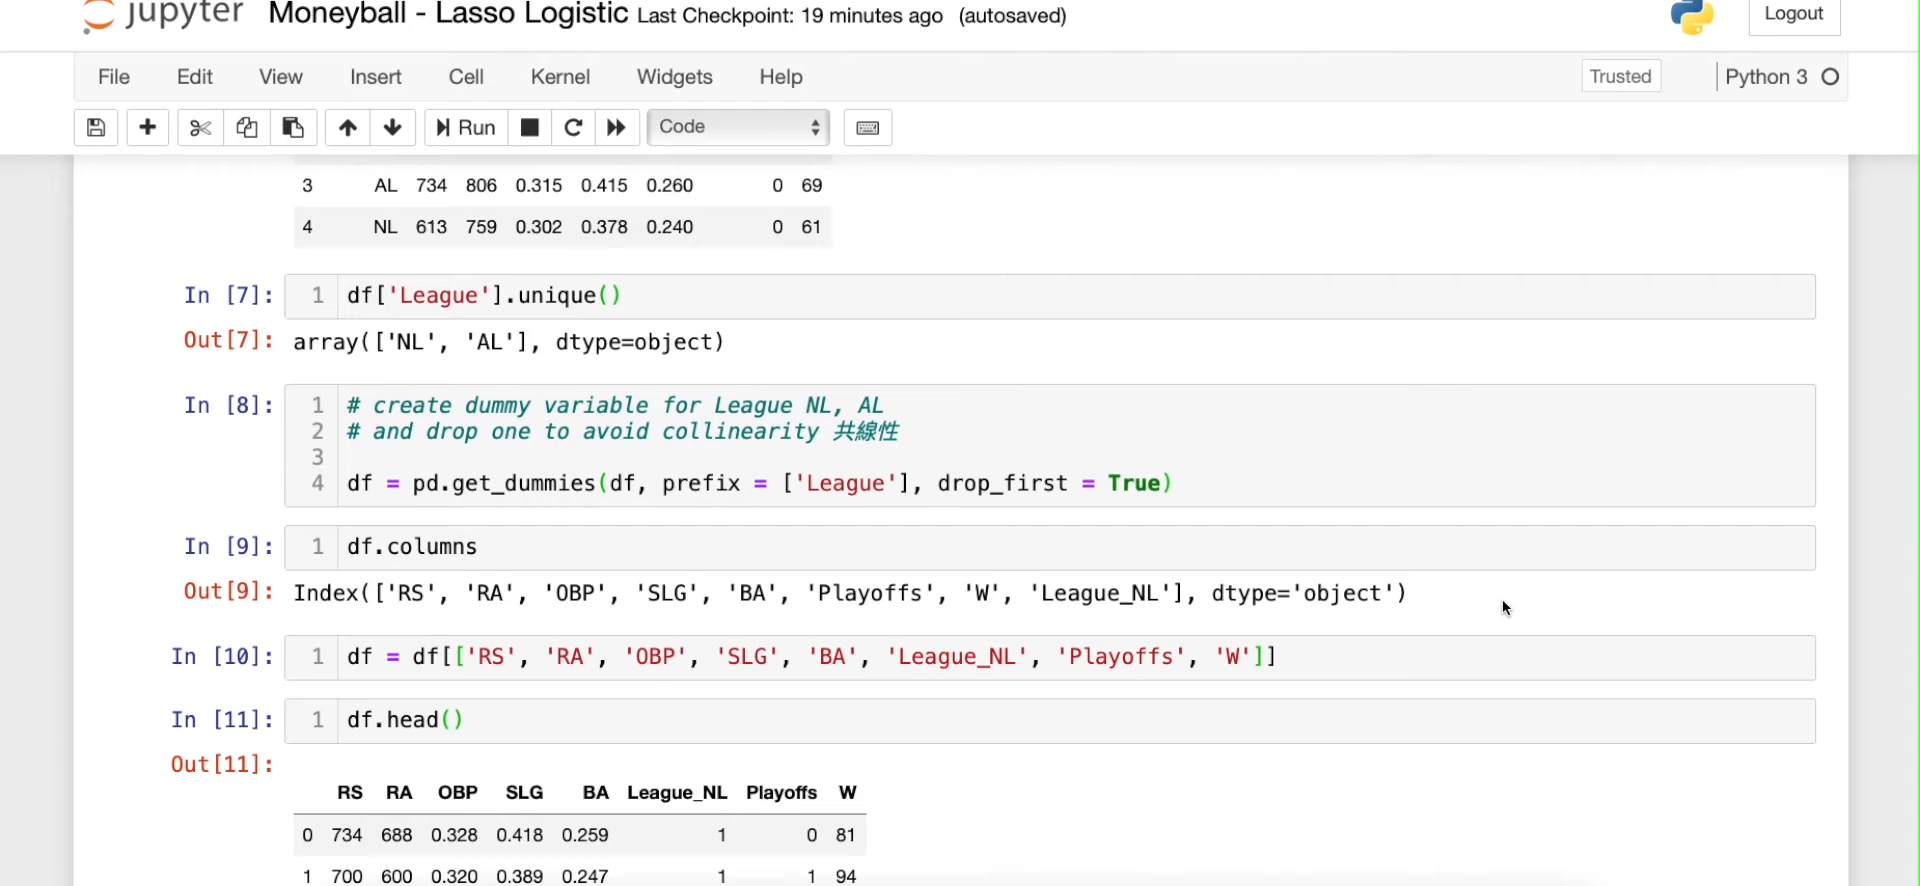 jupyter Moneyball - Lasso Logistic Last Checkpoint: 19 minutes ago (autosaved) Logout
File Edit View Insert Cell Kernel Widgets Help Trusted Python 3
Run Code
3 AL 734 806 0.315 0.415 0.260 0 69
4 NL 613 759 0.302 0.378 0.240 0 61
In [7]: 1 df['League'].unique()
Out[7]: array(['NL', 'AL'], dtype=object)
In [8]: 1 # create dummy variable for League NL, AL
2 # and drop one to avoid collinearity 共線性
3
4 df = pd.get_dummies(df, prefix = ['League'], drop_first = True)
In [9]: 1 df.columns
Out[9]: Index(['RS', 'RA', 'OBP', 'SLG', 'BA', 'Playoffs', 'W', 'League_NL'], dtype='object')
In [10]: 1 df = df[['RS', 'RA', 'OBP', 'SLG', 'BA', 'League_NL', 'Playoffs', 'W']]
In [11]: 1 df.head()
Out[11]:
RS RA OBP SLG BA League_NL Playoffs W
0 734 688 0.328 0.418 0.259 1 0 81
1 700 600 0.320 0.389 0.247 1 1 94